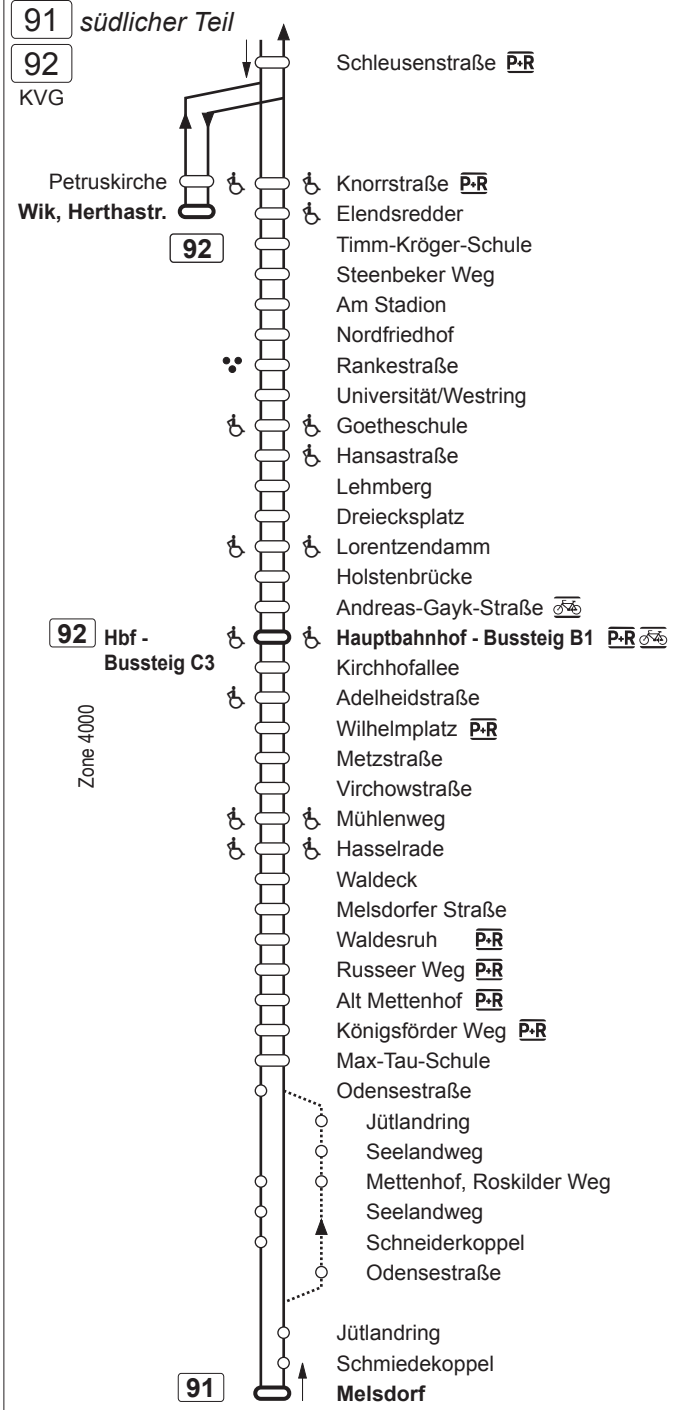 91 südlicher Teil
92
KVG
Schleusenstraße P+R
Petruskirche
Knorrstraße P+R
Wik, Herthastr.
Elendsredder
92
Timm-Kröger-Schule
Steenbeker Weg
Am Stadion
Nordfriedhof
Rankestraße
Universität/Westring
Goetheschule
Hansastraße
Lehmberg
Dreiecksplatz
Lorentzendamm
Holstenbrücke
Andreas-Gayk-Straße
92 Hbf -
Bussteig C3
Hauptbahnhof - Bussteig B1 P+R
Kirchhofallee
Adelheidstraße
Zone 4000
Wilhelmplatz P+R
Metzstraße
Virchowstraße
Mühlenweg
Hasselrade
Waldeck
Melsdorfer Straße
Waldesruh P+R
Russeer Weg P+R
Alt Mettenhof P+R
Königsförder Weg P+R
Max-Tau-Schule
Odensestraße
Jütlandring
Seelandweg
Mettenhof, Roskilder Weg
Seelandweg
Schneiderkoppel
Odensestraße
Jütlandring
Schmiedekoppel
91
Melsdorf